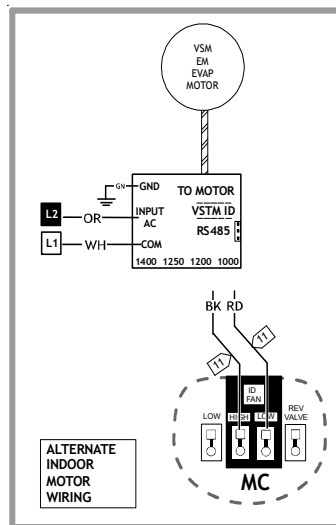 VSM
EM
EVAP
MOTOR
GN
GND
TO MOTOR
L2
OR
INPUT
AC
VSTM ID
RS485
L1
WH
COM
1400 1250 1200 1000
BK RD
11
11
ID
FAN
LOW
HIGH
LOW
REV
VALVE
MC
ALTERNATE
INDOOR
MOTOR
WIRING